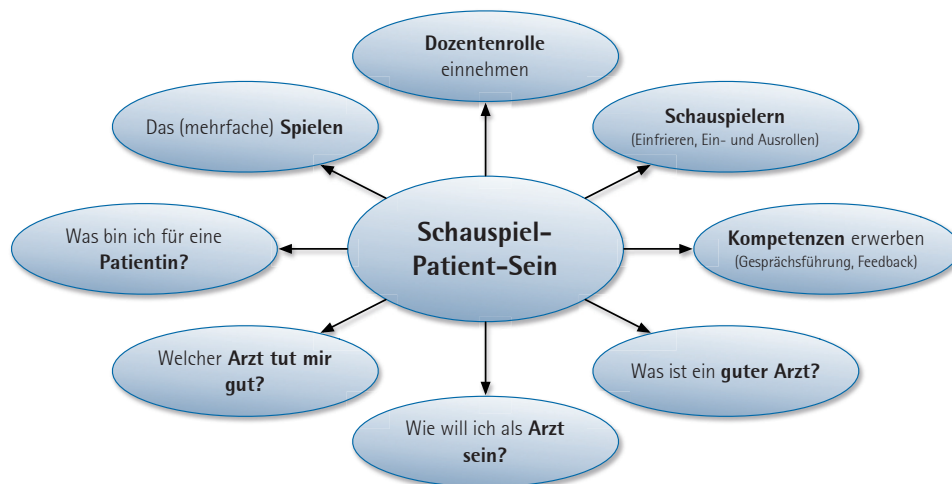 Dozentenrolle
einnehmen
Das (mehrfache) Spielen
Schauspielern
(Einfrieren, Ein- und Ausrollen)
Schauspiel-
Patient-Sein
Was bin ich für eine
Patientin?
Kompetenzen erwerben
(Gesprächsführung, Feedback)
Welcher Arzt tut mir
gut?
Was ist ein guter Arzt?
Wie will ich als Arzt
sein?